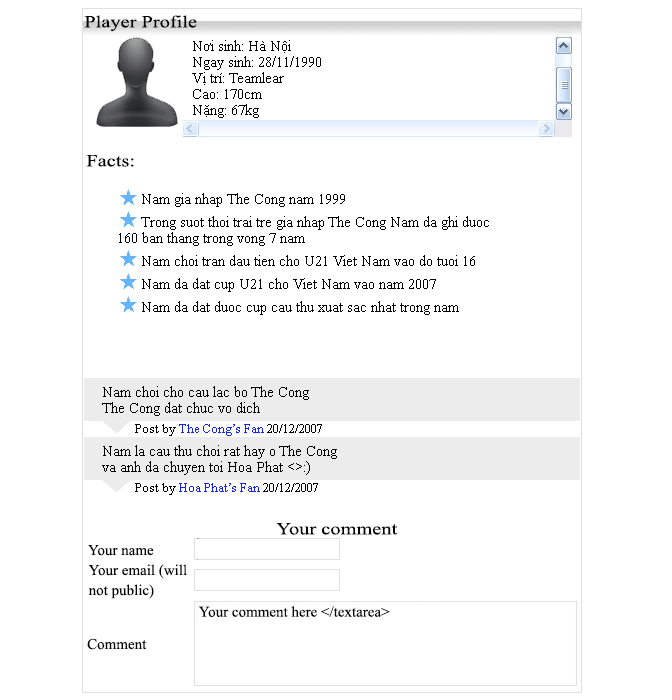 Player Profile
Nơi sinh: Hà Nội
Ngay sinh: 28/11/1990
Vị trí: Teamlear
Cao: 170cm
Nặng: 67kg
Facts:
Nam gia nhap The Cong nam 1999
Trong suot thoi trai tre gia nhap The Cong Nam da ghi duoc
160 ban thang trong vong 7 nam
Nam choi tran dau tien cho U21 Viet Nam vao do tuoi 16
Nam da dat cup U21 cho Viet Nam vao nam 2007
Nam da dat duoc cup cau thu xuat sac nhat trong nam
Nam choi cho cau lac bo The Cong
The Cong dat chuc vo dich
Post by The Cong's Fan 20/12/2007
Nam la cau thu choi rat hay o The Cong
va anh da chuyen toi Hoa Phat <>:)
Post by Hoa Phat's Fan 20/12/2007
Your comment
Your name
Your email (will
not public)
Your comment here </textarea>
Comment